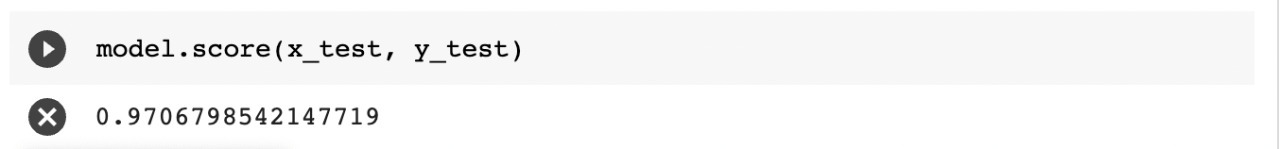 model.score(x_test, y_test)
0.9706798542147719